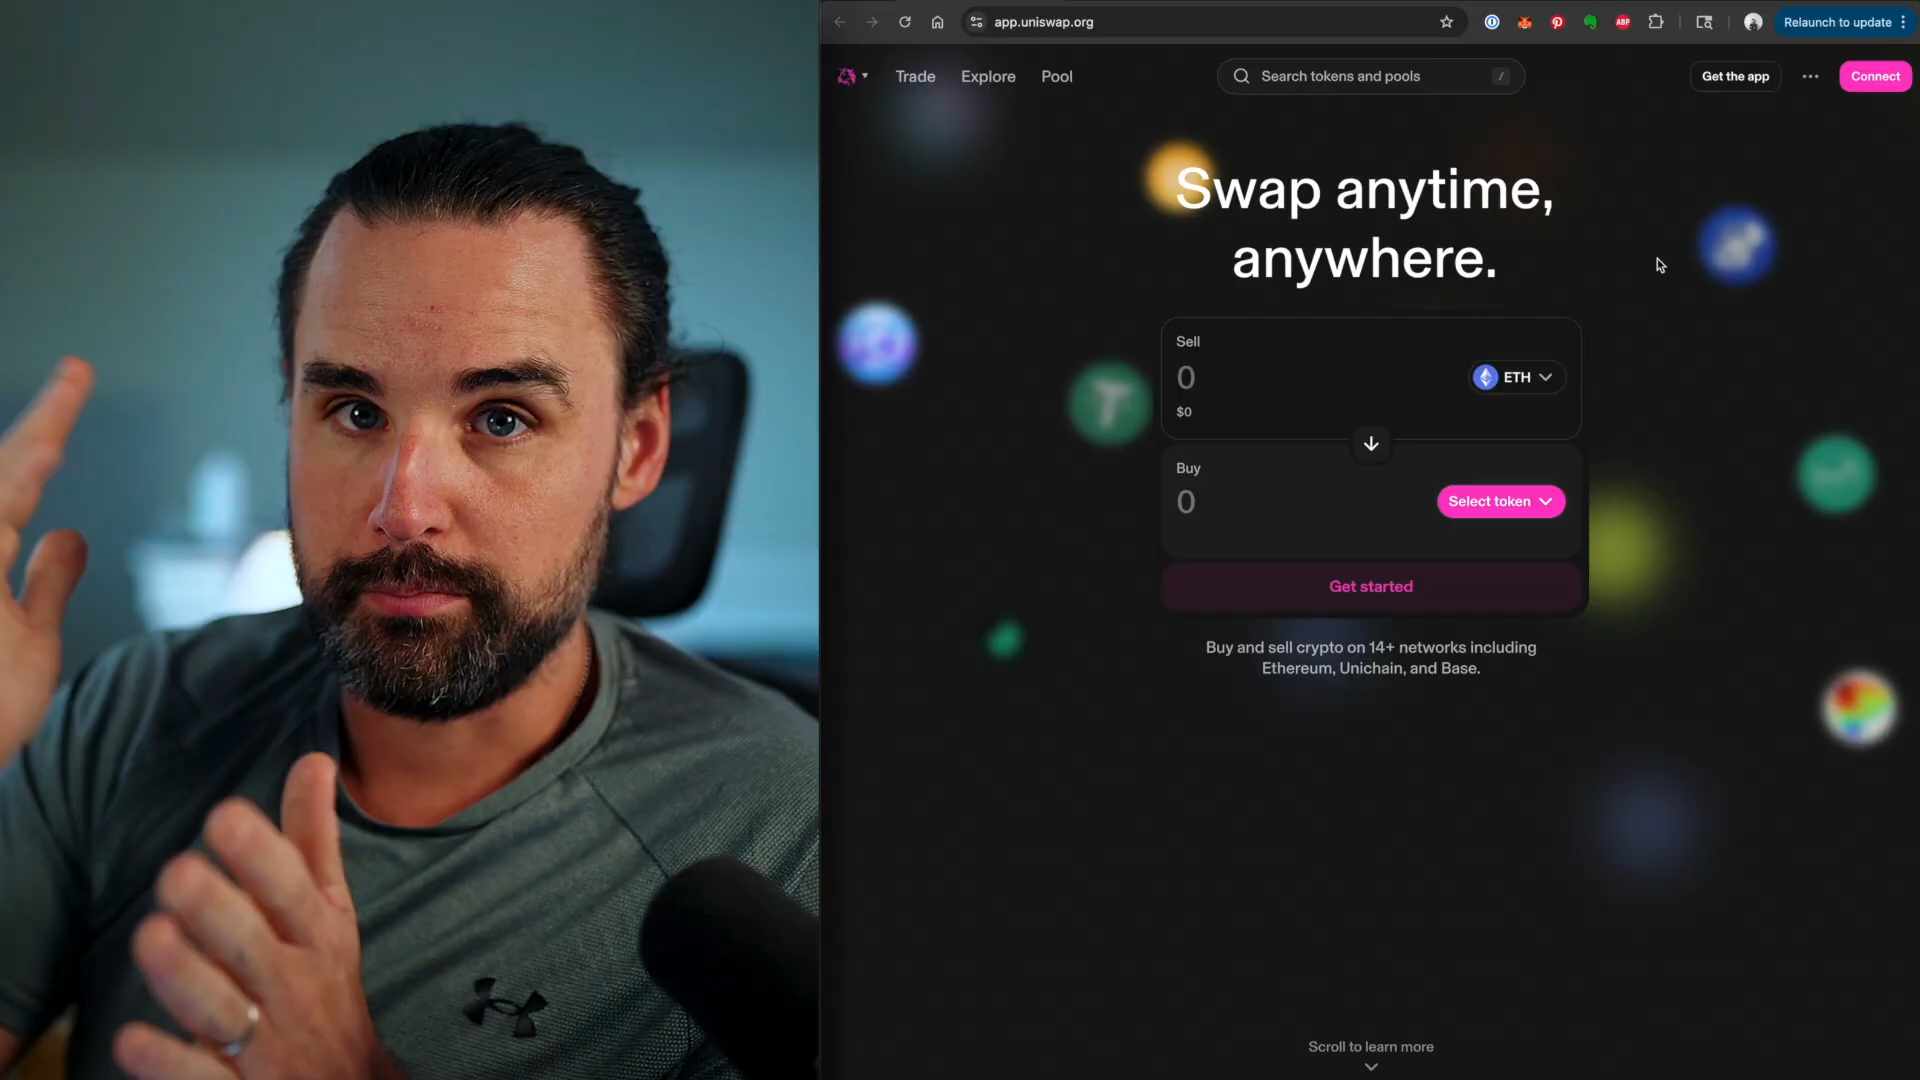 app.uniswap.org
ABP
Relaunch to update
Trade
Explore
Pool
Search tokens and pools
/
Get the app
Connect
Swap anytime,
anywhere.
Sell
0
ETH
$0
Buy
0
Select token
Get started
Buy and sell crypto on 14+ networks including
Ethereum, Unichain, and Base.
Scroll to learn more